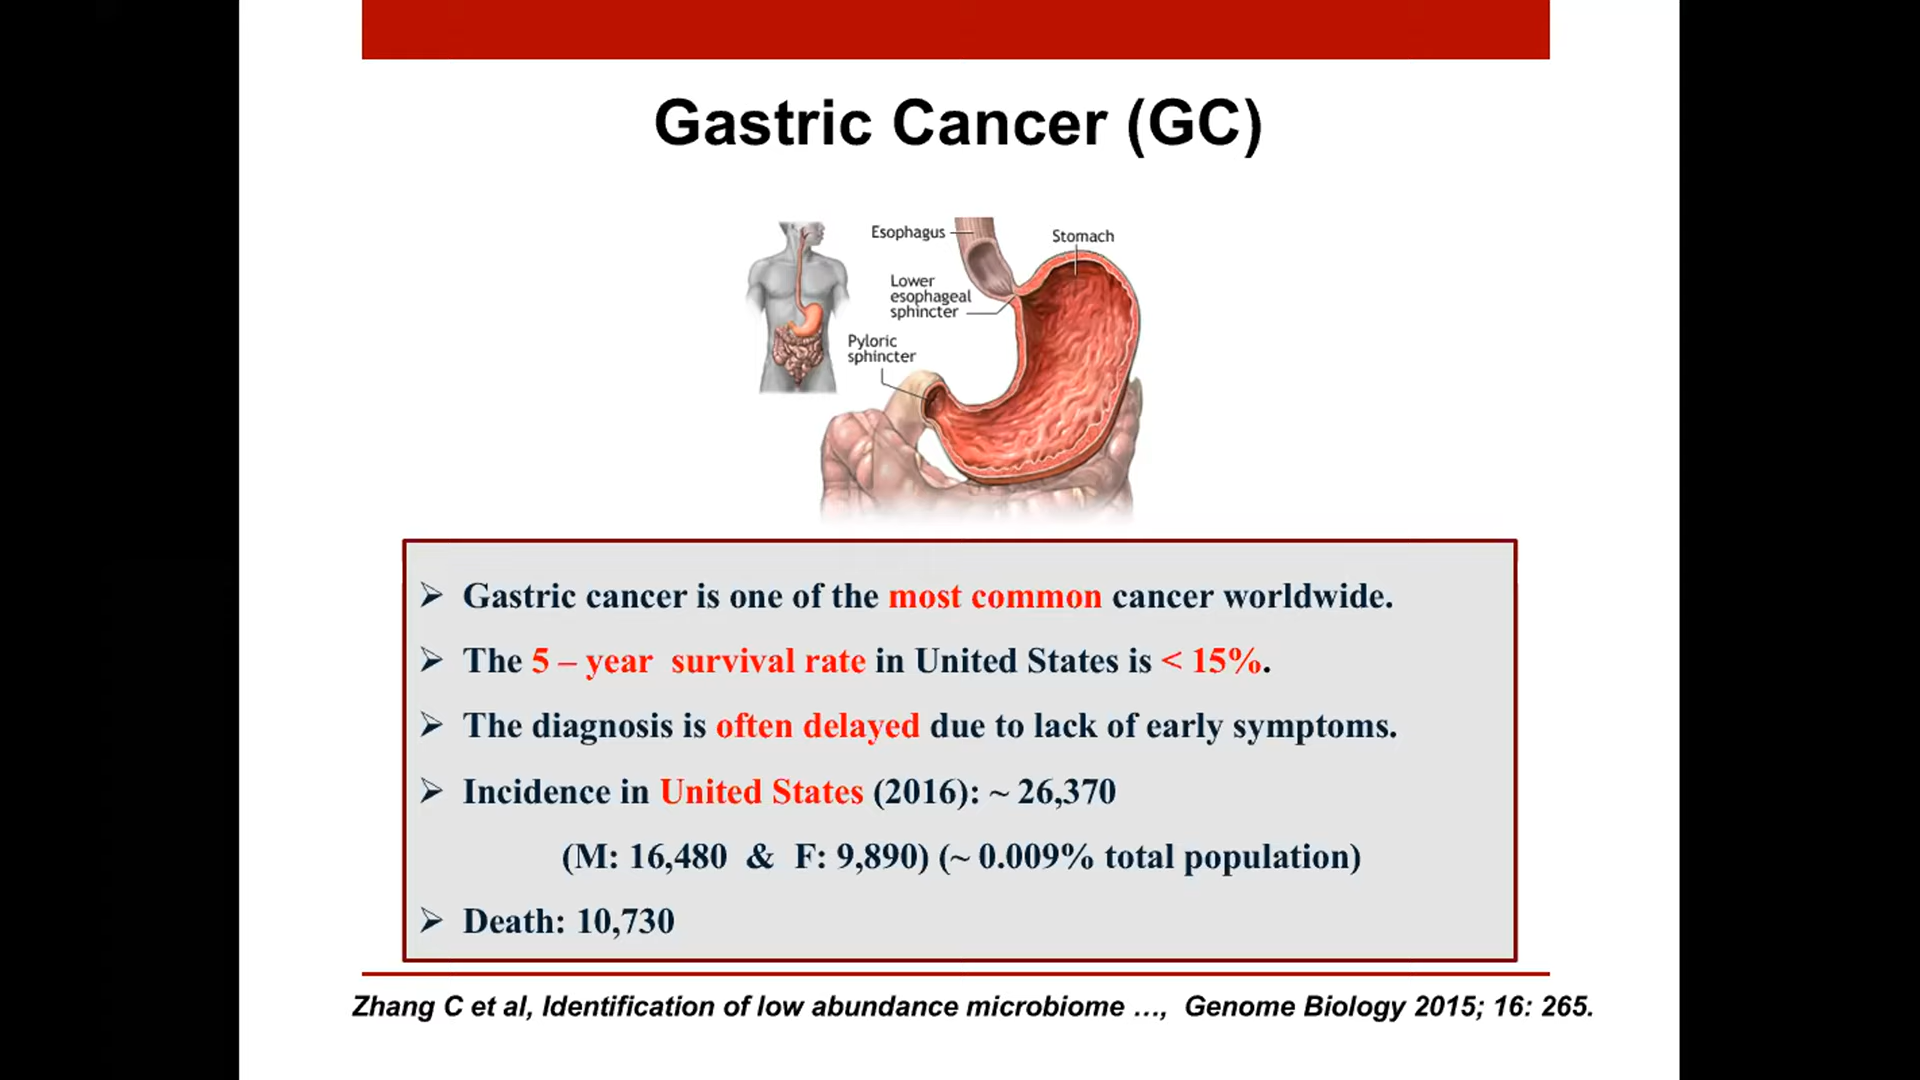 Gastric Cancer (GC)
Esophagus
Stomach
Lower
esophageal
sphincter
Pyloric
sphincter
➢ Gastric cancer is one of the most common cancer worldwide.
➢ The 5 – year survival rate in United States is < 15%.
➢ The diagnosis is often delayed due to lack of early symptoms.
➢ Incidence in United States (2016): ~ 26,370
(M: 16,480 & F: 9,890) (~ 0.009% total population)
➢ Death: 10,730
Zhang C et al, Identification of low abundance microbiome …, Genome Biology 2015; 16: 265.